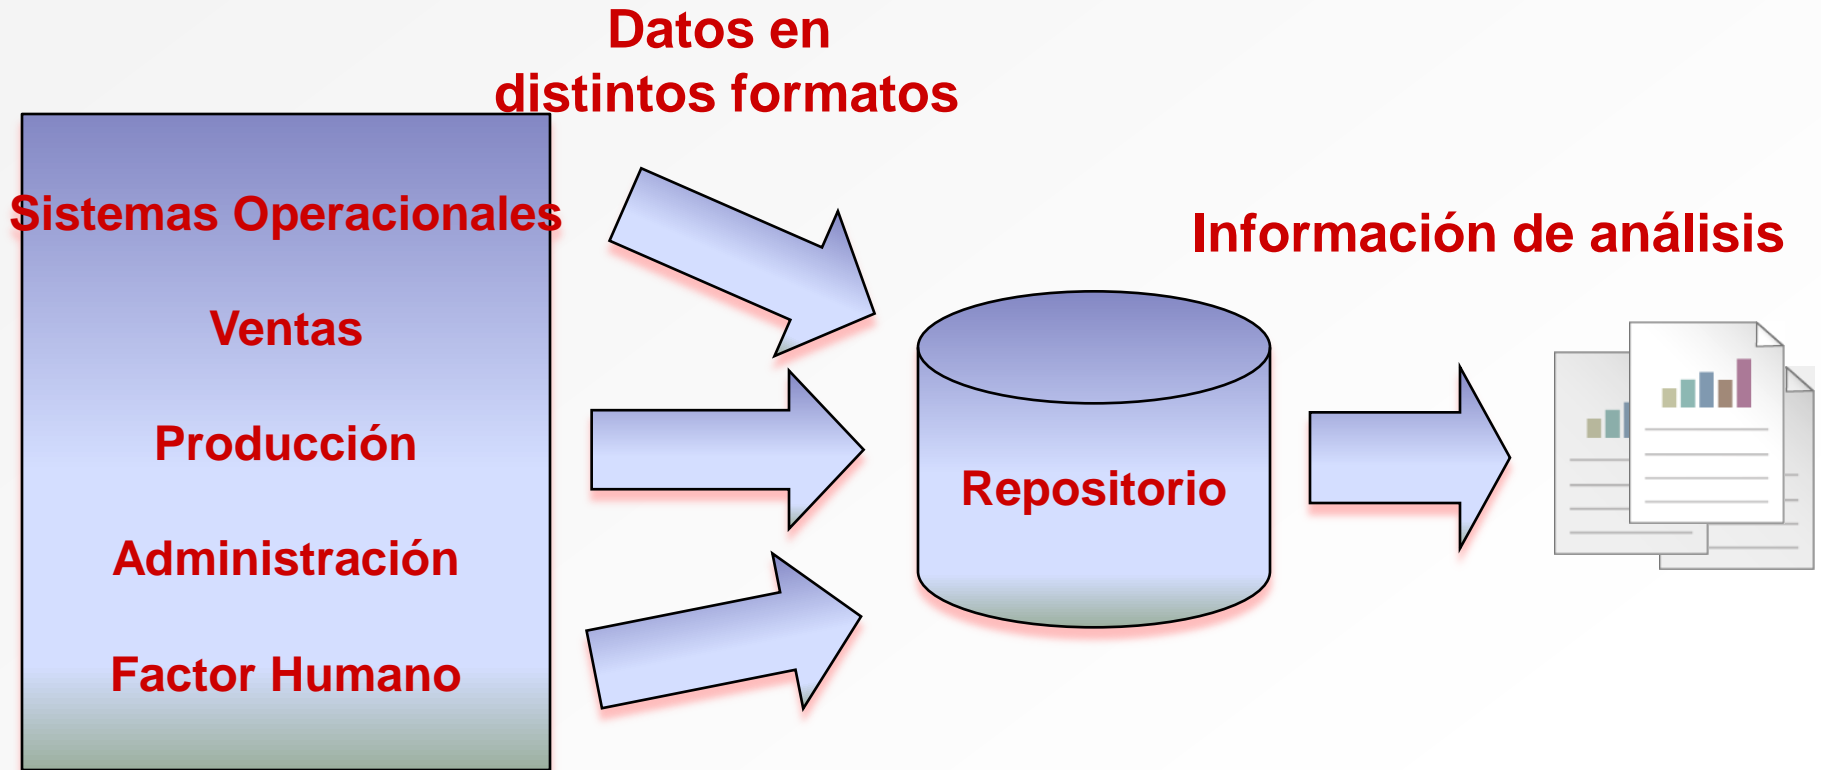 Datos en
distintos formatos
Sistemas Operacionales
Ventas
Producción
Administración
Factor Humano
Repositorio
Información de análisis